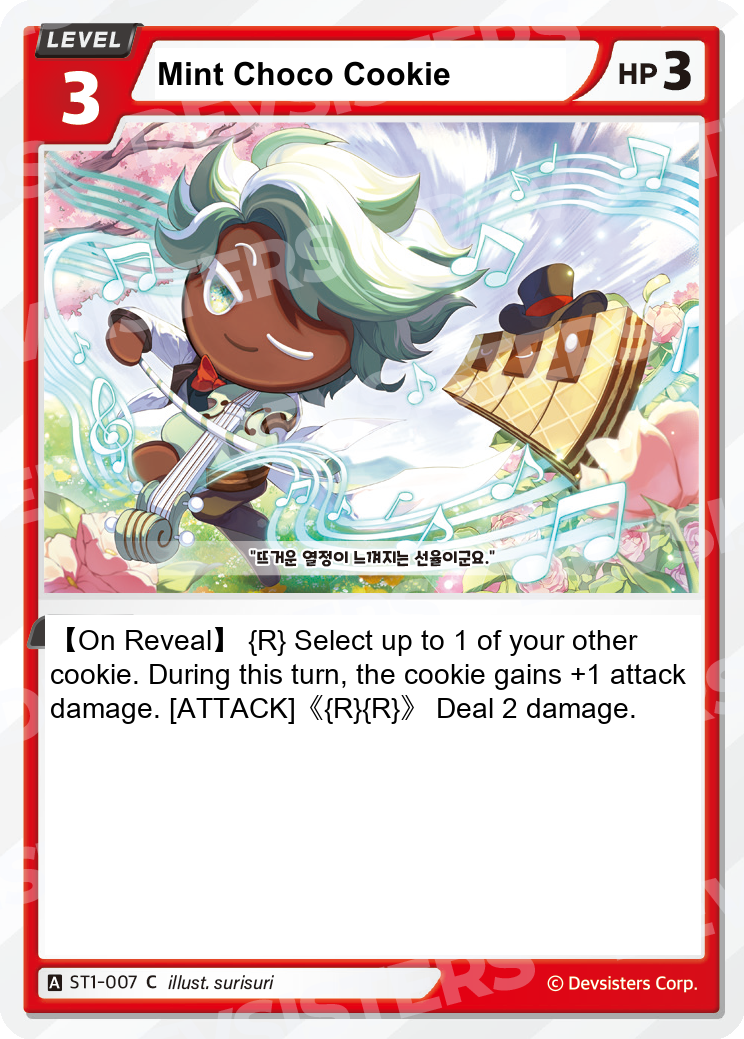 LEVEL
3
Mint Choco Cookie
HP 3
"뜨거운 열정이 느껴지는 선율이군요."
【On Reveal】 {R} Select up to 1 of your other
cookie. During this turn, the cookie gains +1 attack
damage. [ATTACK]《{R}{R}》 Deal 2 damage.
A ST1-007 C illust. surisuri
© Devsisters Corp.
DEVSISTERS